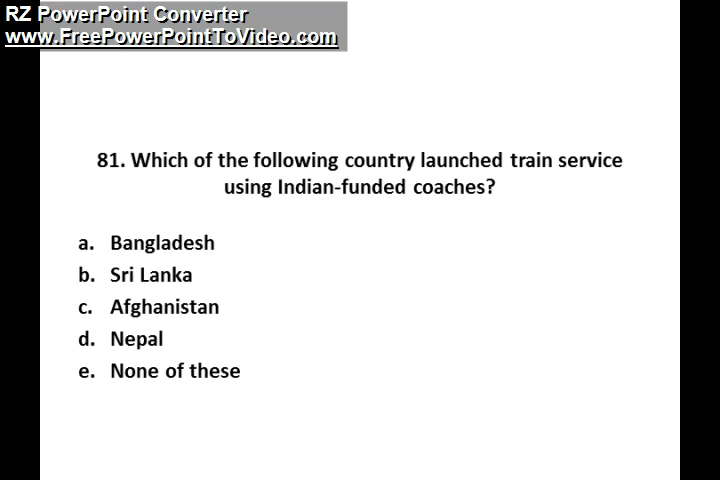 RZ PowerPoint Converter
www.FreePowerPointToVideo.com
81. Which of the following country launched train service
using Indian-funded coaches?
a. Bangladesh
b. Sri Lanka
c. Afghanistan
d. Nepal
e. None of these